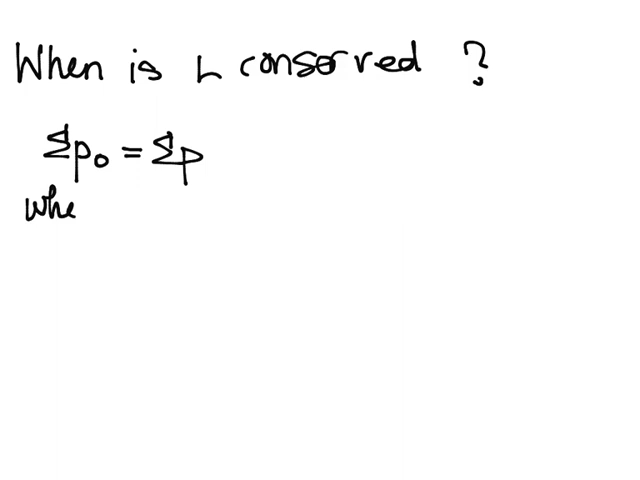 When is L conserved ?
Σp₀ = Σp
whe